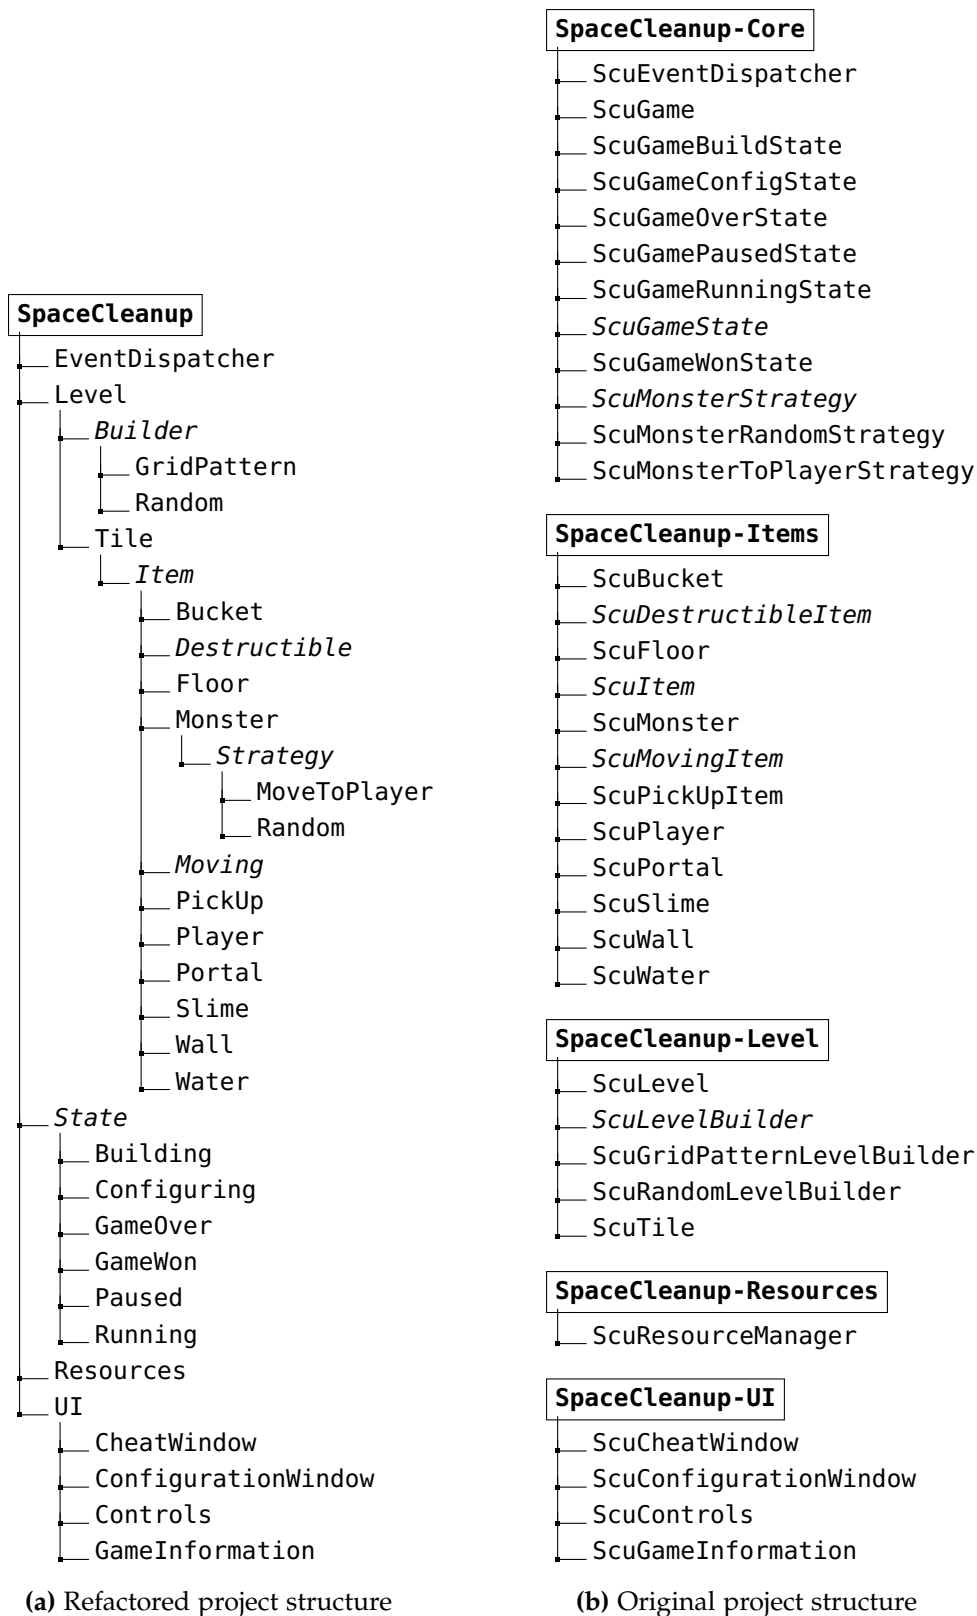 SpaceCleanup
EventDispatcher
Level
Builder
GridPattern
Random
Tile
Item
Bucket
Destructible
Floor
Monster
Strategy
MoveToPlayer
Random
Moving
PickUp
Player
Portal
Slime
Wall
Water
State
Building
Configuring
GameOver
GameWon
Paused
Running
Resources
UI
CheatWindow
ConfigurationWindow
Controls
GameInformation
(a) Refactored project structure
SpaceCleanup-Core
ScuEventDispatcher
ScuGame
ScuGameBuildState
ScuGameConfigState
ScuGameOverState
ScuGamePausedState
ScuGameRunningState
ScuGameState
ScuGameWonState
ScuMonsterStrategy
ScuMonsterRandomStrategy
ScuMonsterToPlayerStrategy
SpaceCleanup-Items
ScuBucket
ScuDestructibleItem
ScuFloor
ScuItem
ScuMonster
ScuMovingItem
ScuPickUpItem
ScuPlayer
ScuPortal
ScuSlime
ScuWall
ScuWater
SpaceCleanup-Level
ScuLevel
ScuLevelBuilder
ScuGridPatternLevelBuilder
ScuRandomLevelBuilder
ScuTile
SpaceCleanup-Resources
ScuResourceManager
SpaceCleanup-UI
ScuCheatWindow
ScuConfigurationWindow
ScuControls
ScuGameInformation
(b) Original project structure